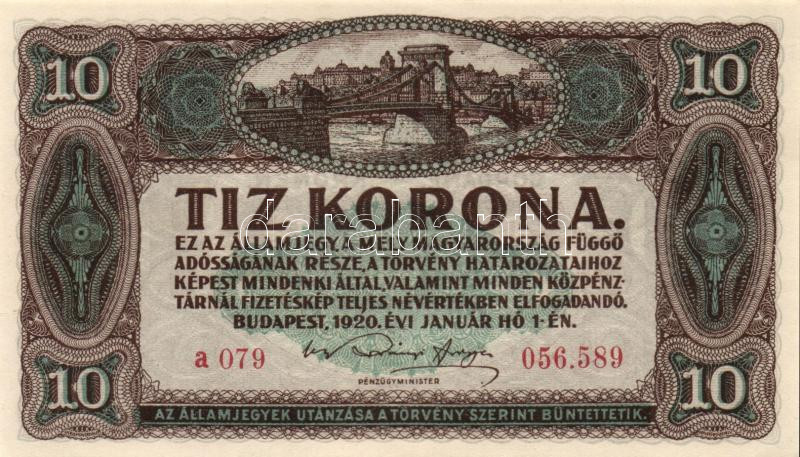 10 10
TIZ KORONA.
EZ AZ ÁLLAMJEGY, A MELY MAGYARORSZÁG FÜGGŐ
ADÓSSÁGÁNAK RÉSZE, A TÖRVÉNY HATÁROZATAIHOZ
KÉPEST MINDENKI ÁLTAL, VALAMINT MINDEN KÖZPÉNZ-
TÁRNÁL FIZETÉSKÉP TELJES NÉVÉRTÉKBEN ELFOGADANDÓ.
BUDAPEST, 1920. ÉVI JANUÁR HÓ 1-ÉN.
a 079 056.589
PÉNZÜGYMINISTER
10 10
AZ ÁLLAMJEGYEK UTÁNZÁSA A TÖRVÉNY SZERINT BÜNTETTETIK.
darabanth